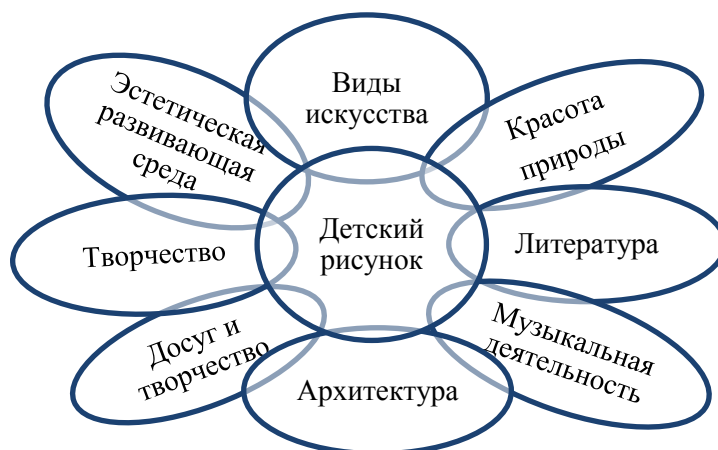 Виды
искусства
Эстетическая
развивающая
среда
Красота
природы
Творчество
Детский
рисунок
Литература
Досуг и
творчество
Музыкальная
деятельность
Архитектура